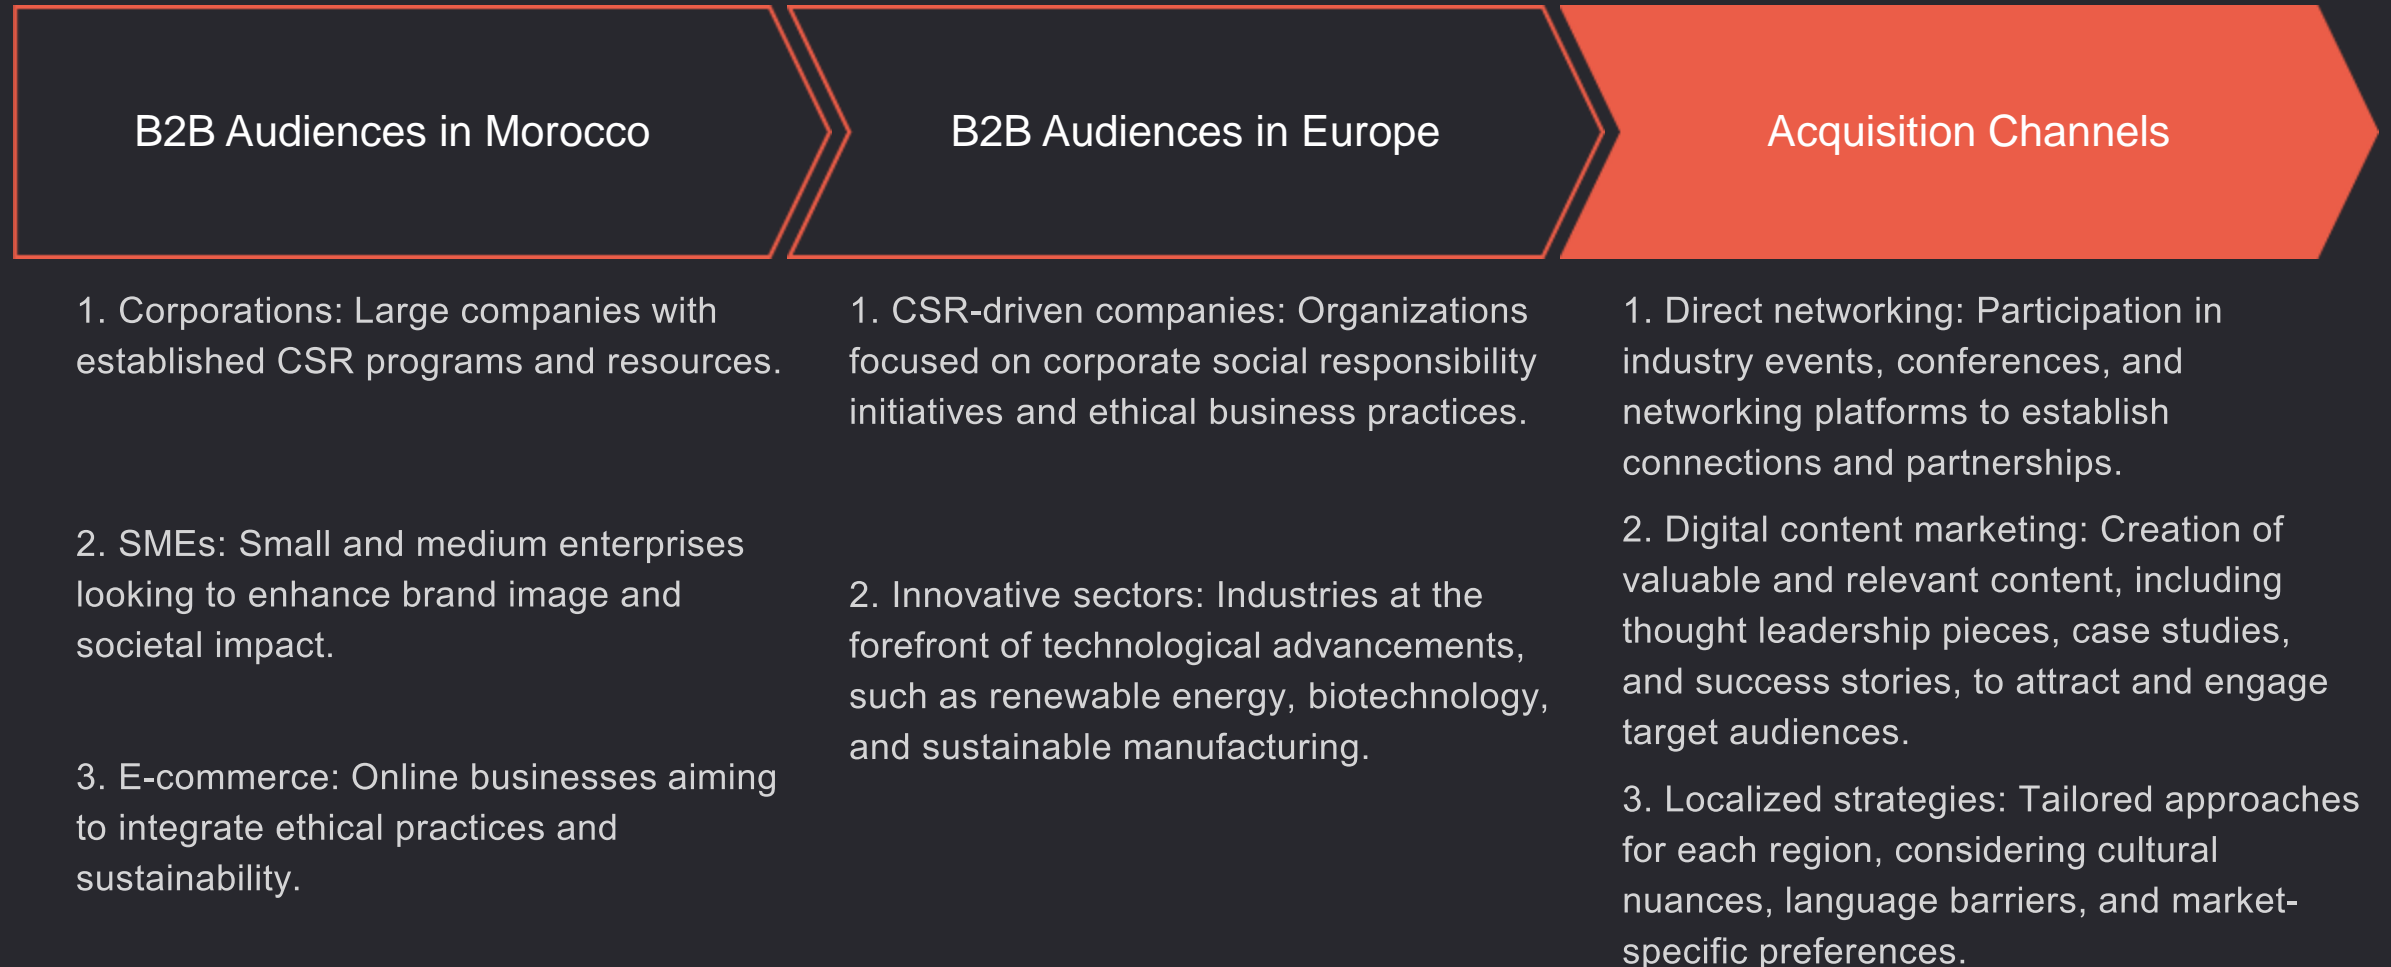 B2B Audiences in Morocco
B2B Audiences in Europe
Acquisition Channels
1. Corporations: Large companies with
established CSR programs and resources.
2. SMEs: Small and medium enterprises
looking to enhance brand image and
societal impact.
3. E-commerce: Online businesses aiming
to integrate ethical practices and
sustainability.
1. CSR-driven companies: Organizations
focused on corporate social responsibility
initiatives and ethical business practices.
2. Innovative sectors: Industries at the
forefront of technological advancements,
such as renewable energy, biotechnology,
and sustainable manufacturing.
1. Direct networking: Participation in
industry events, conferences, and
networking platforms to establish
connections and partnerships.
2. Digital content marketing: Creation of
valuable and relevant content, including
thought leadership pieces, case studies,
and success stories, to attract and engage
target audiences.
3. Localized strategies: Tailored approaches
for each region, considering cultural
nuances, language barriers, and market-
specific preferences.